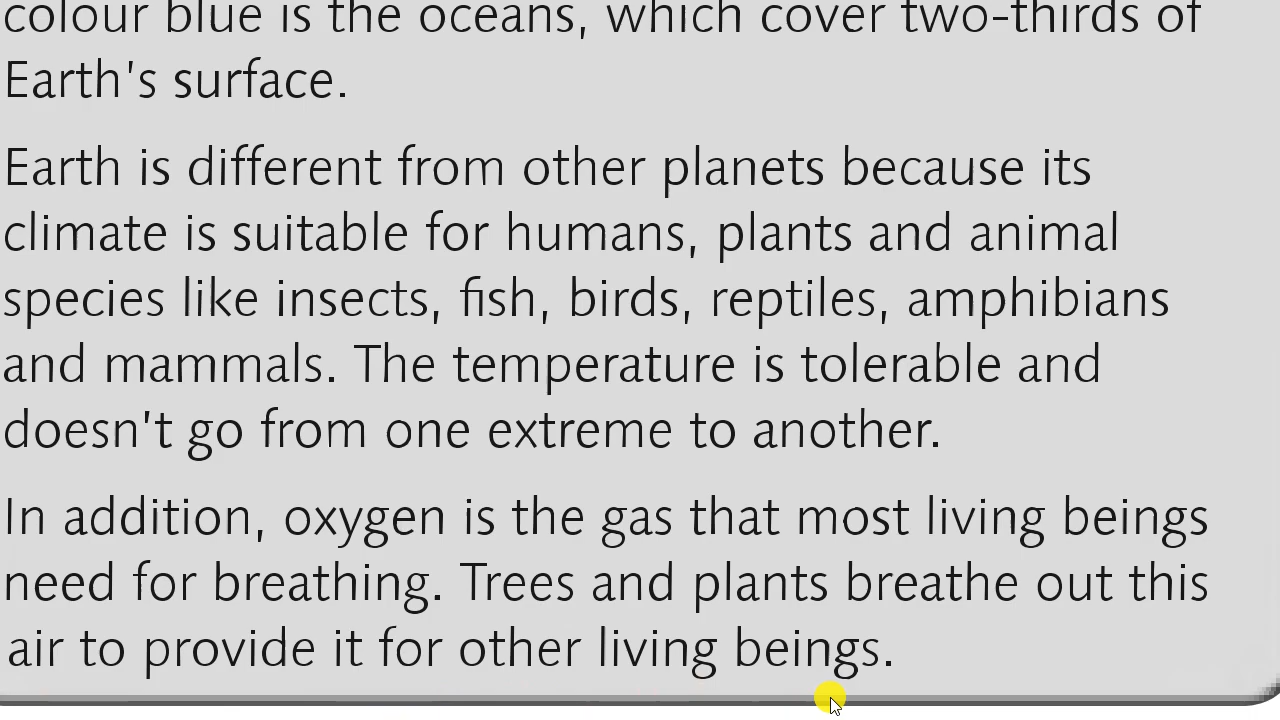 colour blue is the oceans, which cover two-thirds of
Earth's surface.
Earth is different from other planets because its
climate is suitable for humans, plants and animal
species like insects, fish, birds, reptiles, amphibians
and mammals. The temperature is tolerable and
doesn't go from one extreme to another.
In addition, oxygen is the gas that most living beings
need for breathing. Trees and plants breathe out this
air to provide it for other living beings.